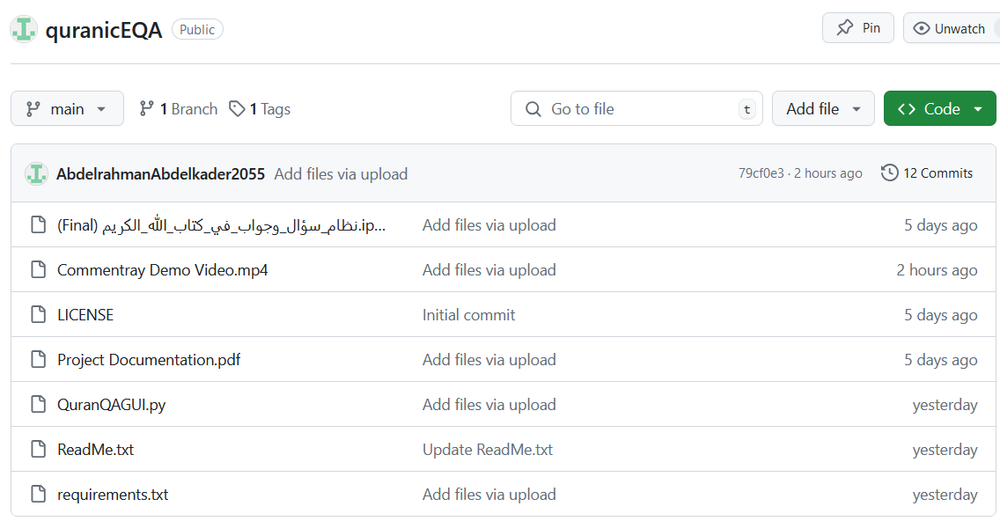 quranicEQA Public Pin Unwatch
main 1 Branch 1 Tags Go to file t Add file Code
AbdelrahmanAbdelkader2055 Add files via upload 79cf0e3 · 2 hours ago 12 Commits
(Final) نظام_سؤال_وجواب_في_كتاب_الله_الكريم.ip... Add files via upload 5 days ago
Commentray Demo Video.mp4 Add files via upload 2 hours ago
LICENSE Initial commit 5 days ago
Project Documentation.pdf Add files via upload 5 days ago
QuranQAGUI.py Add files via upload yesterday
ReadMe.txt Update ReadMe.txt yesterday
requirements.txt Add files via upload yesterday